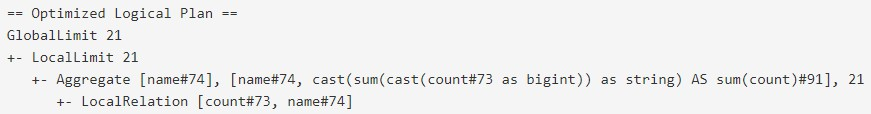 == Optimized Logical Plan ==
GlobalLimit 21
+- LocalLimit 21
   +- Aggregate [name#74], [name#74, cast(sum(cast(count#73 as bigint)) as string) AS sum(count)#91], 21
      +- LocalRelation [count#73, name#74]